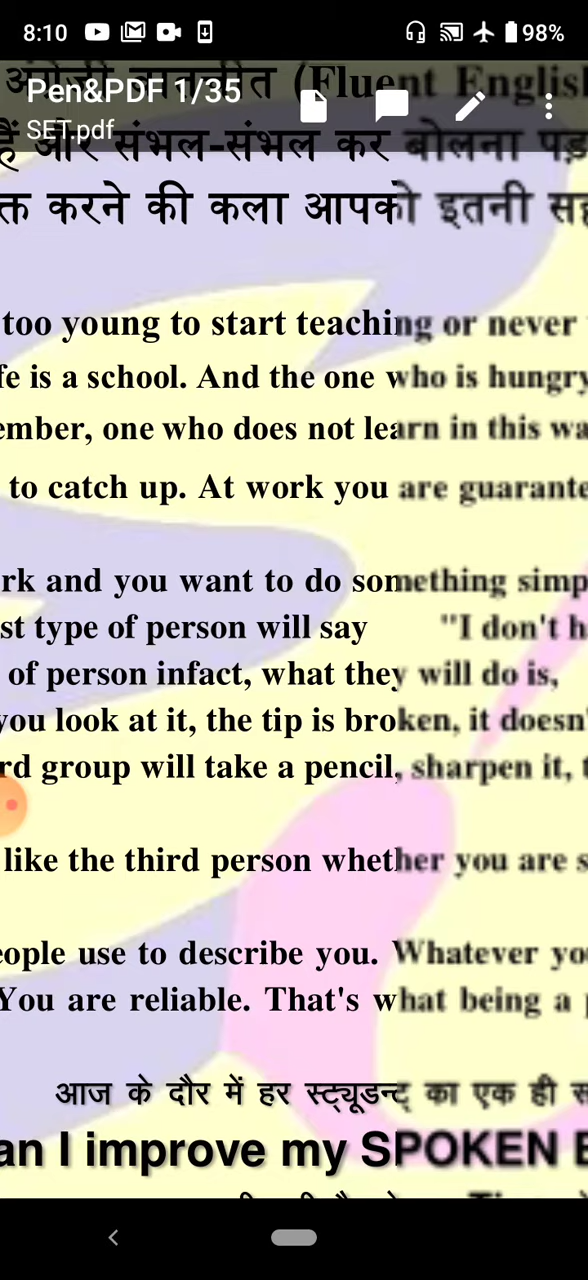 8:10 98%
अंग्रेजी बातचीत (Fluent English
Pen&PDF 1/35
SET.pdf
हैं और संभल-संभल कर बोलना पड़
क्त करने की कला आपको इतनी सह
too young to start teaching or never
fe is a school. And the one who is hungry
ember, one who does not learn in this wa
to catch up. At work you are guarante
rk and you want to do something simp
st type of person will say "I don't h
of person infact, what they will do is,
you look at it, the tip is broken, it doesn'
rd group will take a pencil, sharpen it, t
like the third person whether you are s
eople use to describe you. Whatever yo
You are reliable. That's what being a p
आज के दौर में हर स्ट्यूडन्ट् का एक ही स
an I improve my SPOKEN E